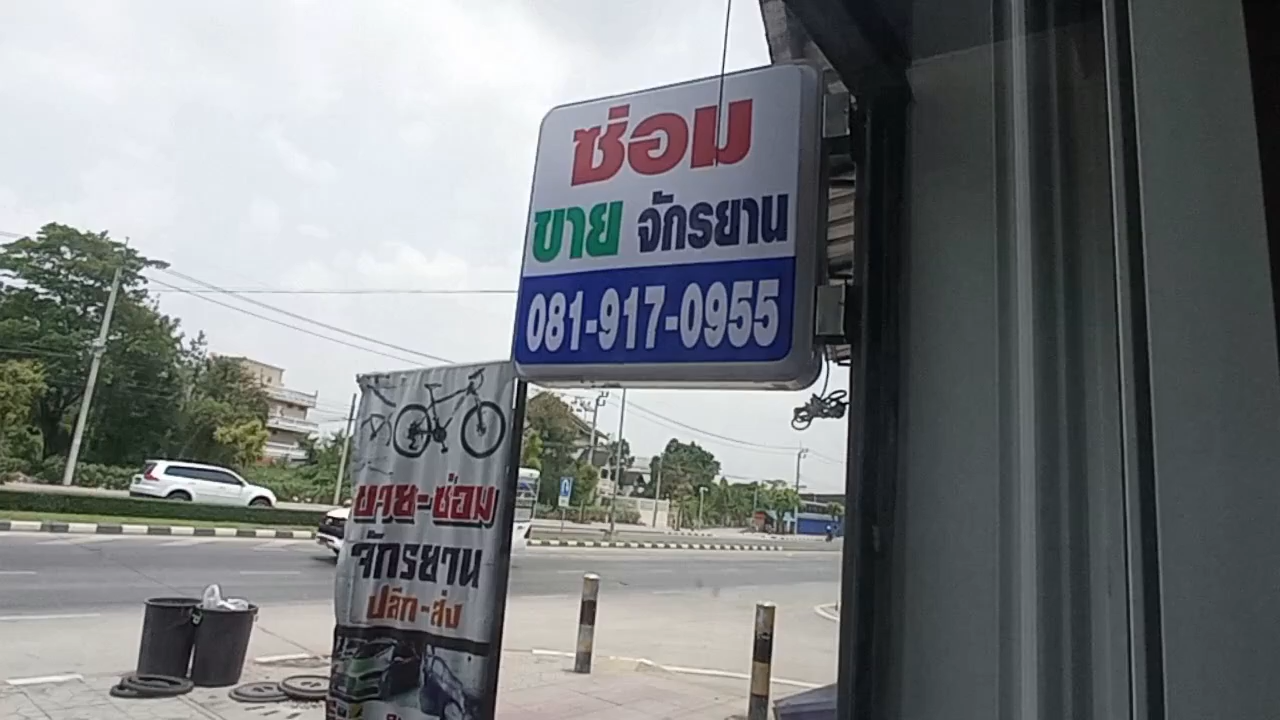 ซ่อม
ขาย จักรยาน
081-917-0955
ขาย-ซ่อม
จักรยาน
ปลีก-ส่ง